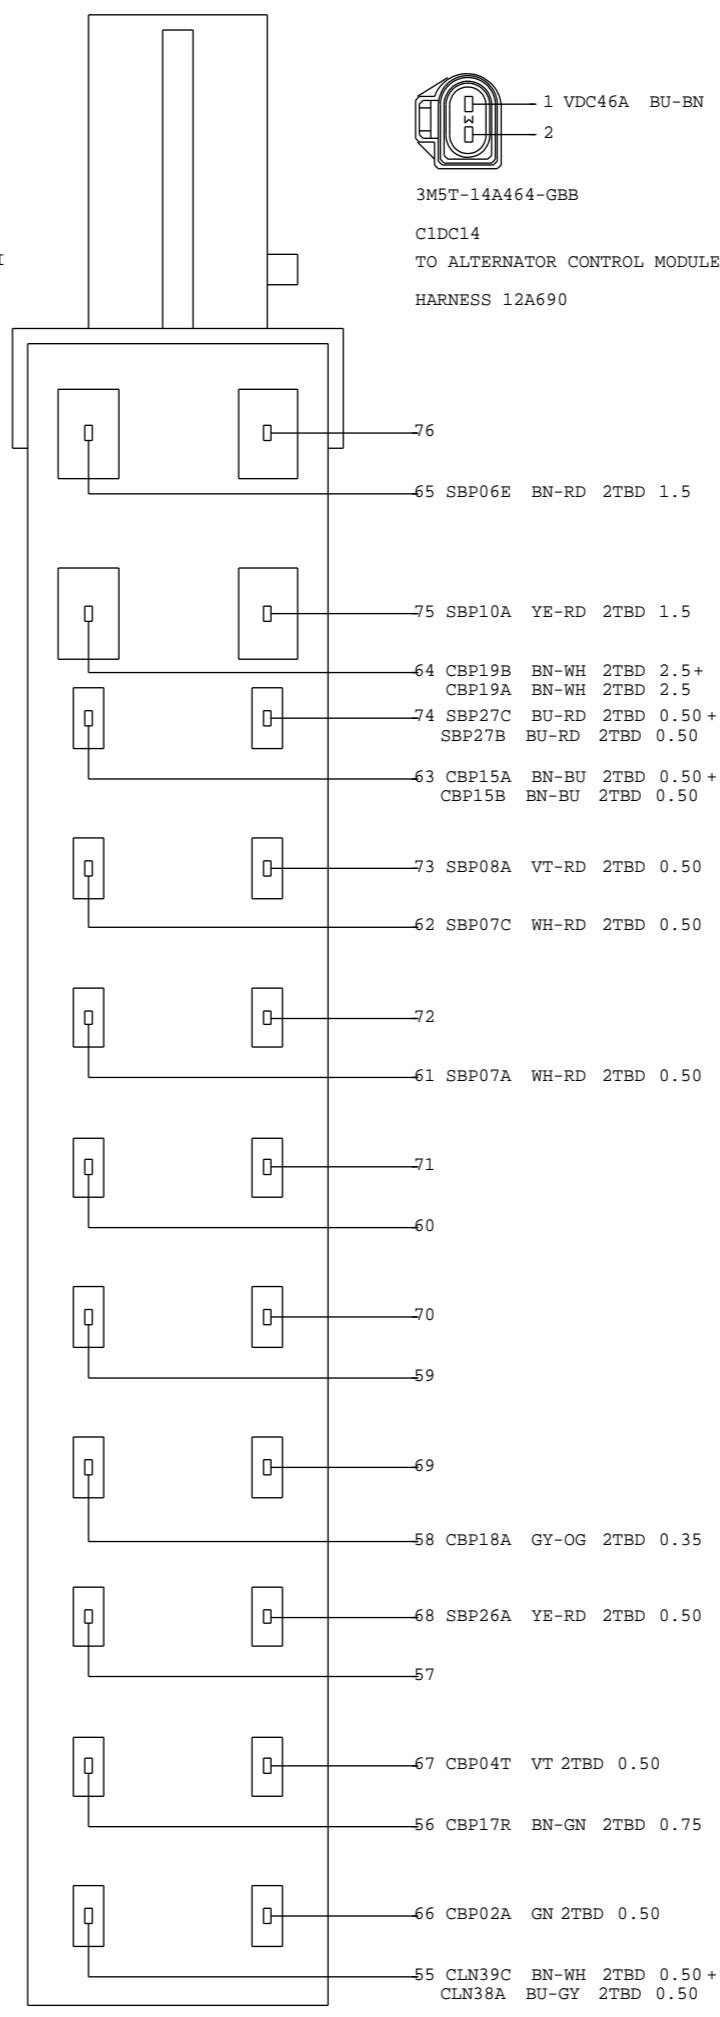 1 VDC46A BU-BN
2
3M5T-14A464-GBB
C1DC14
TO ALTERNATOR CONTROL MODULE
HARNESS 12A690
76
65 SBP06E BN-RD 2TBD 1.5
75 SBP10A YE-RD 2TBD 1.5
64 CBP19B BN-WH 2TBD 2.5+
CBP19A BN-WH 2TBD 2.5
74 SBP27C BU-RD 2TBD 0.50+
SBP27B BU-RD 2TBD 0.50
63 CBP15A BN-BU 2TBD 0.50+
CBP15B BN-BU 2TBD 0.50
73 SBP08A VT-RD 2TBD 0.50
62 SBP07C WH-RD 2TBD 0.50
72
61 SBP07A WH-RD 2TBD 0.50
71
60
70
59
69
58 CBP18A GY-OG 2TBD 0.35
68 SBP26A YE-RD 2TBD 0.50
57
67 CBP04T VT 2TBD 0.50
56 CBP17R BN-GN 2TBD 0.75
66 CBP02A GN 2TBD 0.50
55 CLN39C BN-WH 2TBD 0.50+
CLN38A BU-GY 2TBD 0.50